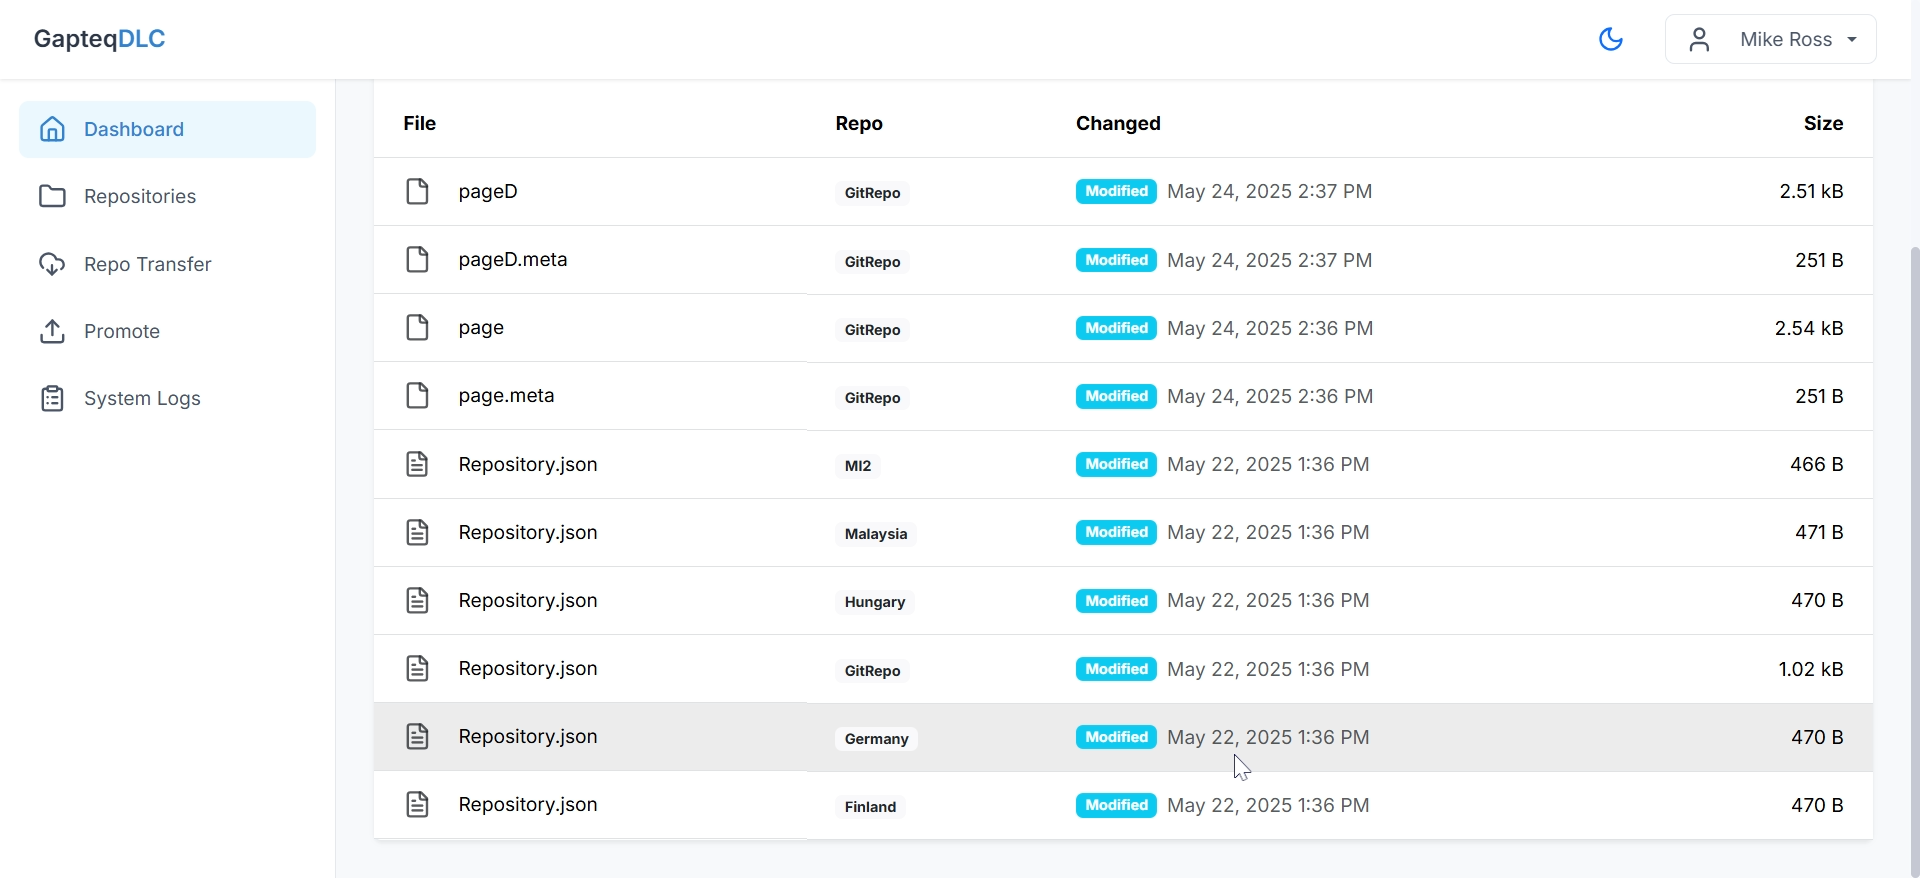 GapteqDLC
Mike Ross
Dashboard
Repositories
Repo Transfer
Promote
System Logs
File Repo Changed Size
pageD GitRepo Modified May 24, 2025 2:37 PM 2.51 kB
pageD.meta GitRepo Modified May 24, 2025 2:37 PM 251 B
page GitRepo Modified May 24, 2025 2:36 PM 2.54 kB
page.meta GitRepo Modified May 24, 2025 2:36 PM 251 B
Repository.json MI2 Modified May 22, 2025 1:36 PM 466 B
Repository.json Malaysia Modified May 22, 2025 1:36 PM 471 B
Repository.json Hungary Modified May 22, 2025 1:36 PM 470 B
Repository.json GitRepo Modified May 22, 2025 1:36 PM 1.02 kB
Repository.json Germany Modified May 22, 2025 1:36 PM 470 B
Repository.json Finland Modified May 22, 2025 1:36 PM 470 B